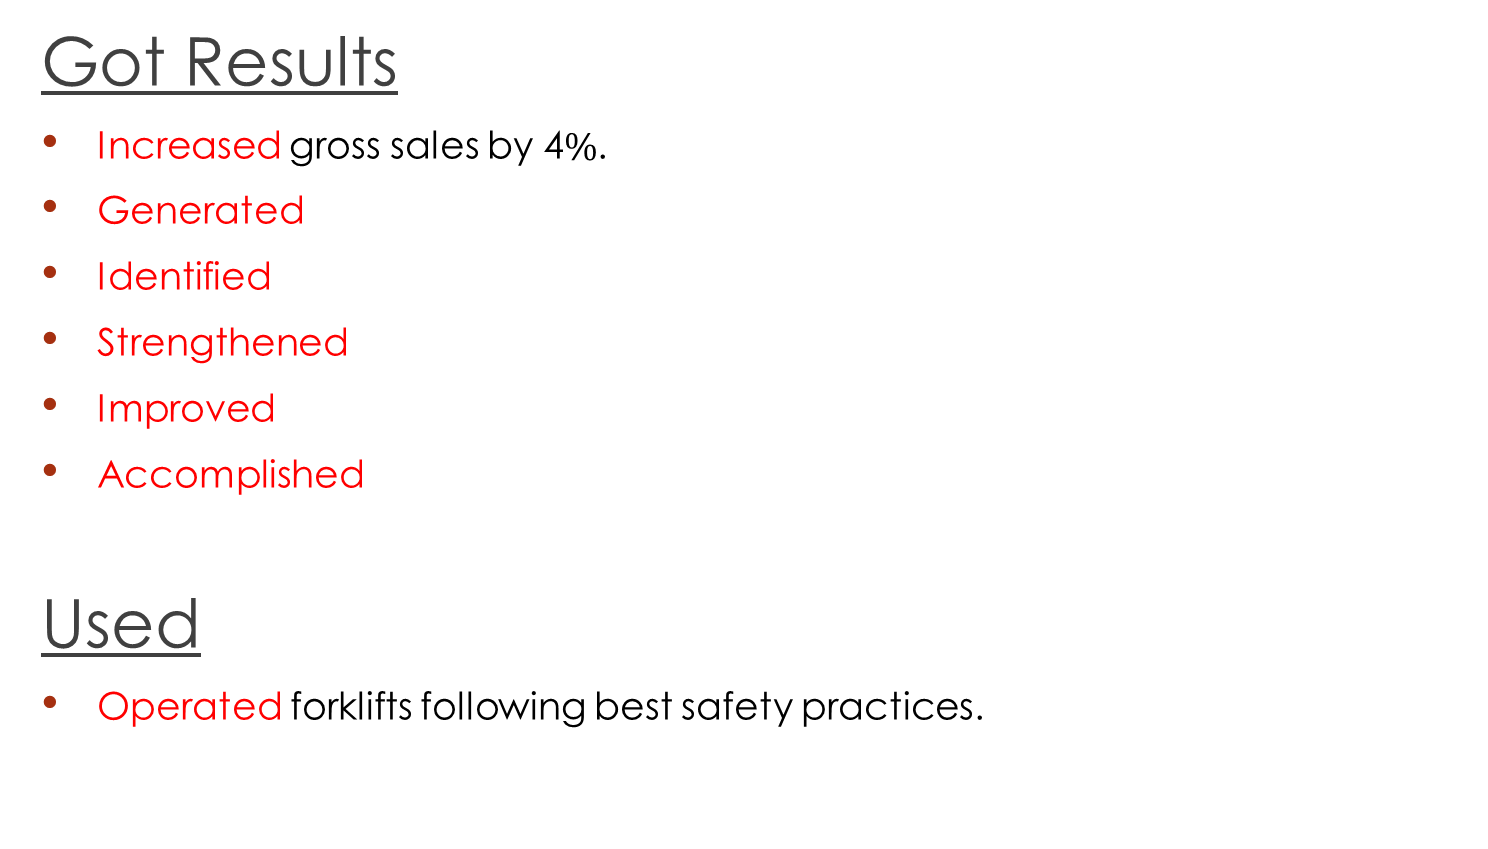 Got Results
• Increased gross sales by 4%.
• Generated
• Identified
• Strengthened
• Improved
• Accomplished
Used
• Operated forklifts following best safety practices.